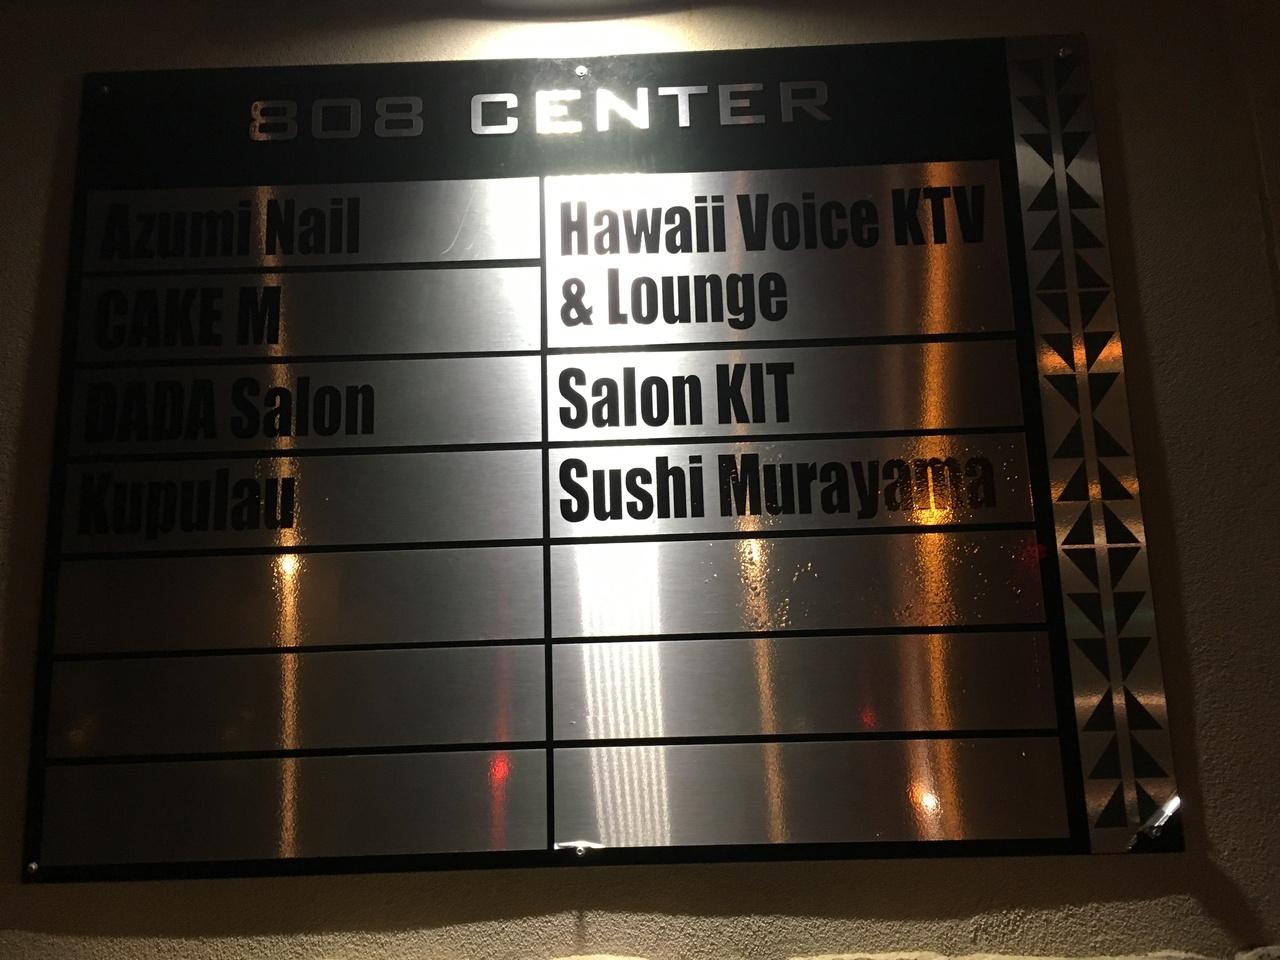 808 CENTER
Azumi Nail
CAKE M
DADA Salon
Kupulau
Hawaii Voice KTV
& Lounge
Salon KIT
Sushi Murayama